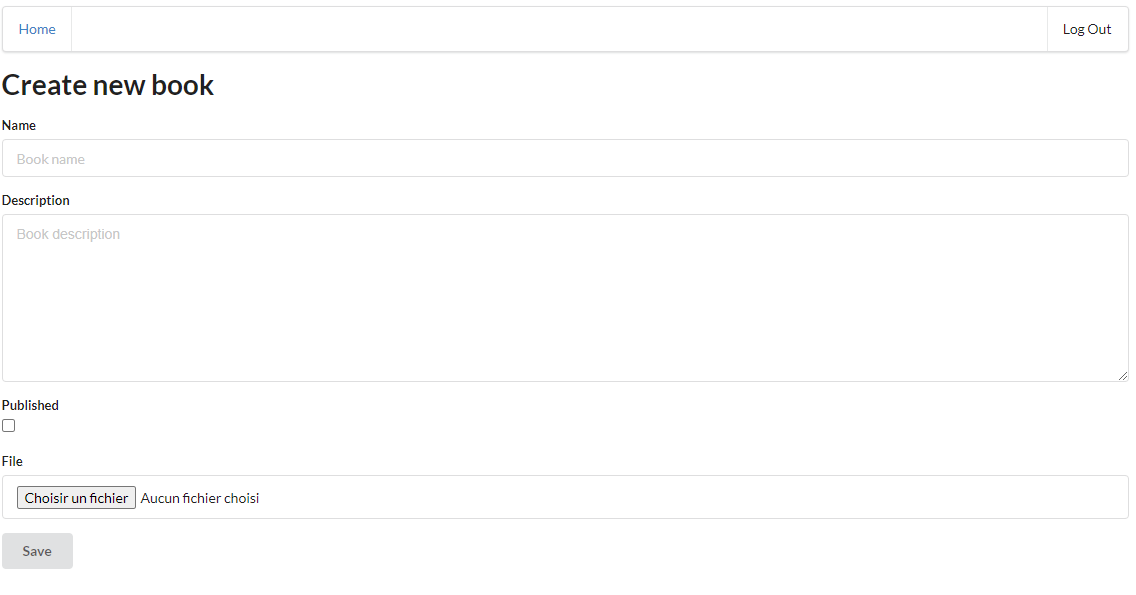 Home Log Out
Create new book
Name
Book name
Description
Book description
Published
File
Choisir un fichier Aucun fichier choisi
Save